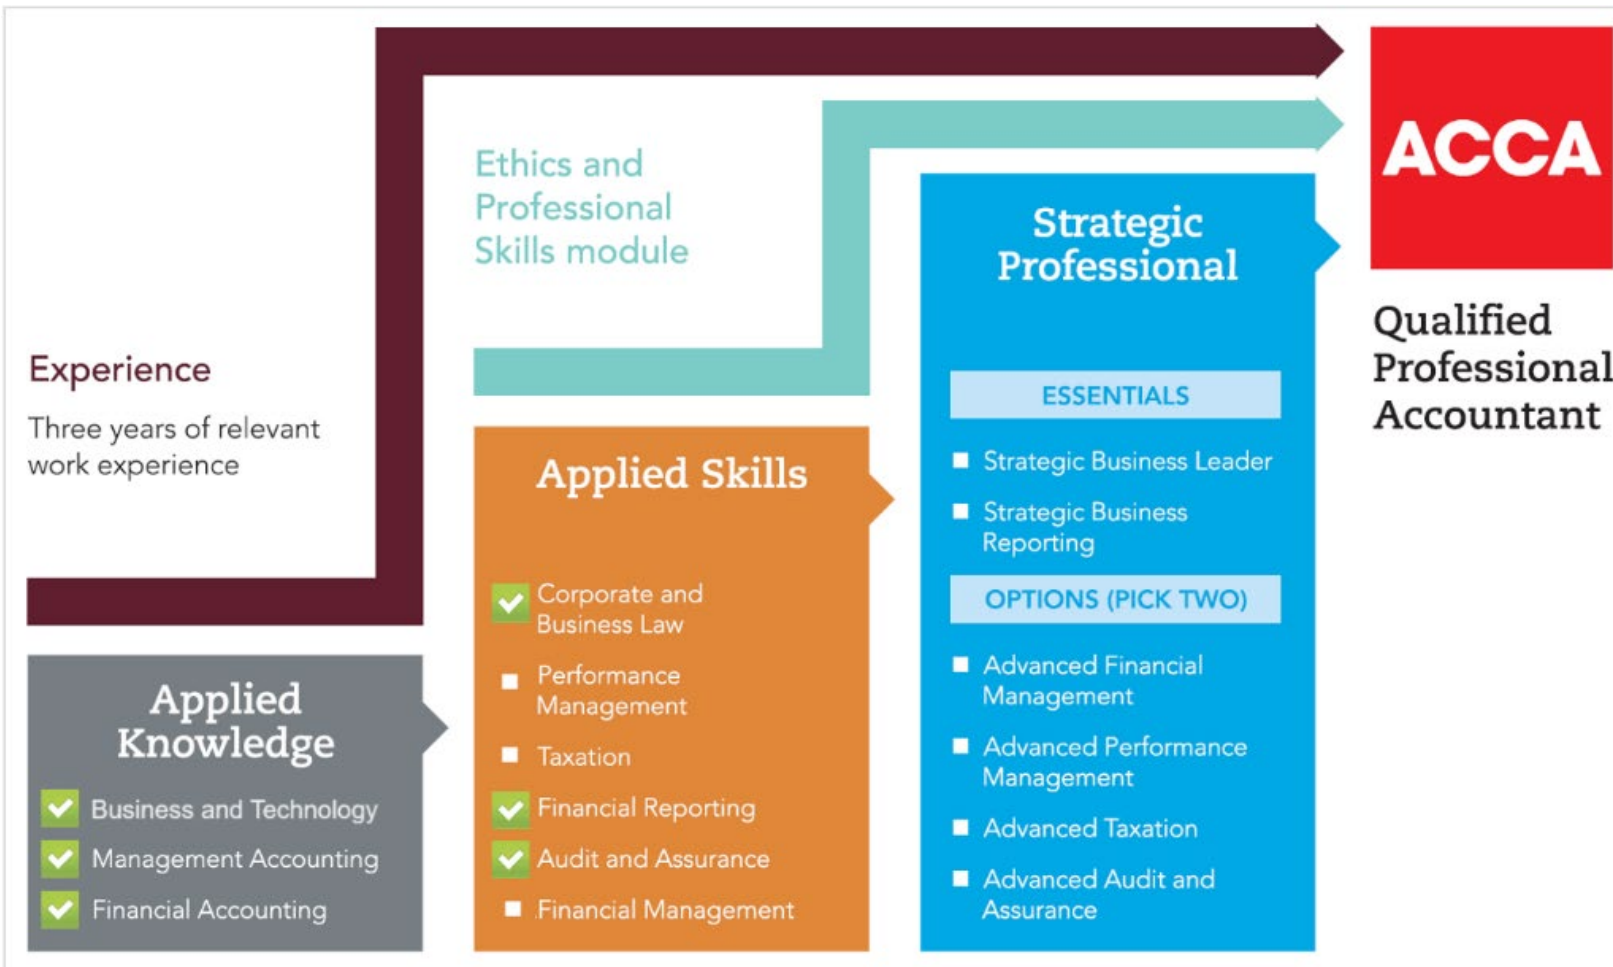 Experience
Three years of relevant
work experience
Applied
Knowledge
Business and Technology
Management Accounting
Financial Accounting
Ethics and
Professional
Skills module
Applied Skills
Corporate and
Business Law
Performance
Management
Taxation
Financial Reporting
Audit and Assurance
Financial Management
Strategic
Professional
ESSENTIALS
Strategic Business Leader
Strategic Business
Reporting
OPTIONS (PICK TWO)
Advanced Financial
Management
Advanced Performance
Management
Advanced Taxation
Advanced Audit and
Assurance
ACCA
Qualified
Professional
Accountant